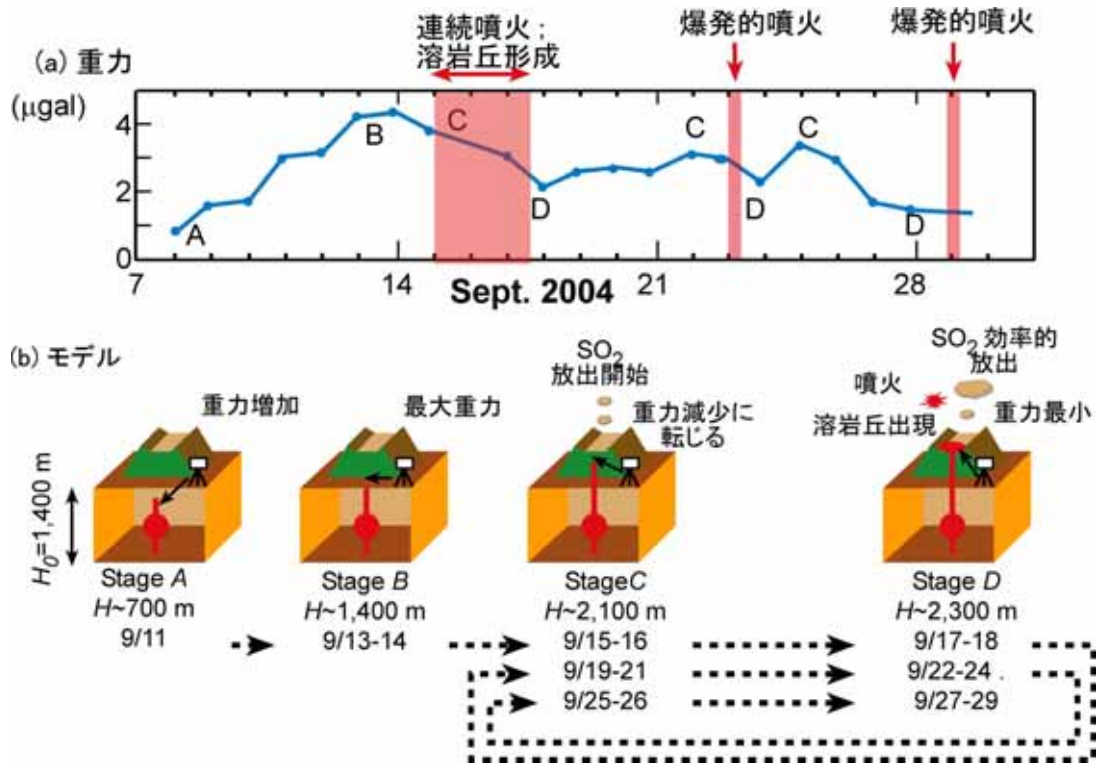 連続噴火 ;
溶岩丘形成
爆発的噴火
爆発的噴火
(a) 重力
(μgal)
4
2
0
A
B
C
D
C
D
C
D
7
14
21
28
Sept. 2004
(b) モデル
重力増加
最大重力
SO2
放出開始
重力減少に
転じる
SO2 効率的
放出
噴火
溶岩丘出現
重力最小
H0=1,400 m
Stage A
H~700 m
9/11
Stage B
H~1,400 m
9/13-14
StageC
H~2,100 m
9/15-16
9/19-21
9/25-26
Stage D
H~2,300 m
9/17-18
9/22-24 .
9/27-29